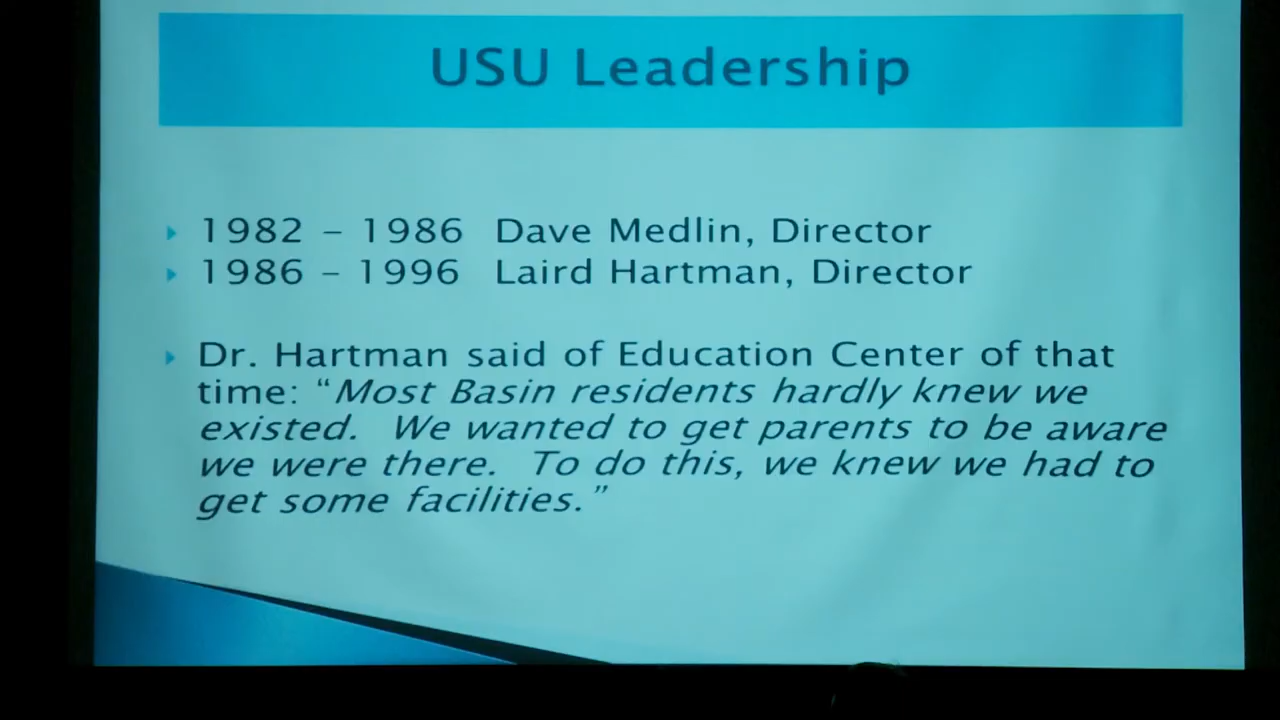 USU Leadership
1982 – 1986 Dave Medlin, Director
1986 – 1996 Laird Hartman, Director
Dr. Hartman said of Education Center of that
time: “Most Basin residents hardly knew we
existed. We wanted to get parents to be aware
we were there. To do this, we knew we had to
get some facilities.”